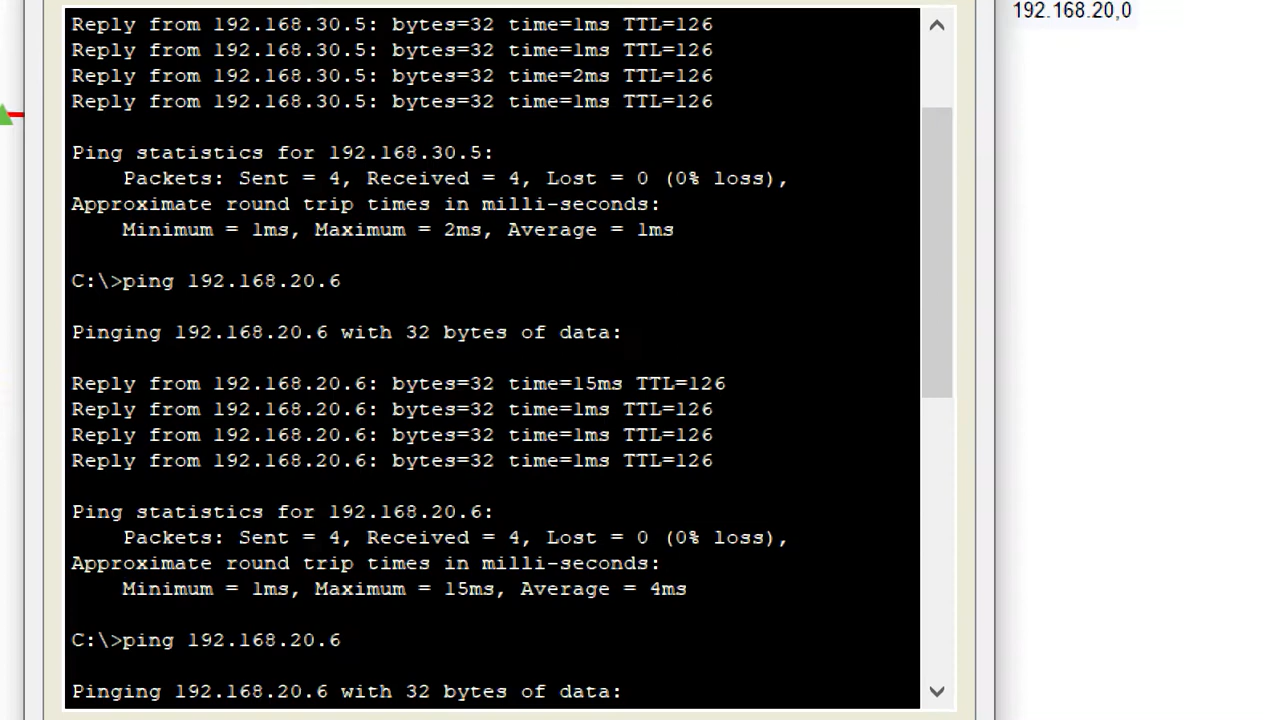 192.168.20,0
Reply from 192.168.30.5: bytes=32 time=1ms TTL=126
Reply from 192.168.30.5: bytes=32 time=1ms TTL=126
Reply from 192.168.30.5: bytes=32 time=2ms TTL=126
Reply from 192.168.30.5: bytes=32 time=1ms TTL=126
Ping statistics for 192.168.30.5:
Packets: Sent = 4, Received = 4, Lost = 0 (0% loss),
Approximate round trip times in milli-seconds:
Minimum = 1ms, Maximum = 2ms, Average = 1ms
C:\>ping 192.168.20.6
Pinging 192.168.20.6 with 32 bytes of data:
Reply from 192.168.20.6: bytes=32 time=15ms TTL=126
Reply from 192.168.20.6: bytes=32 time=1ms TTL=126
Reply from 192.168.20.6: bytes=32 time=1ms TTL=126
Reply from 192.168.20.6: bytes=32 time=1ms TTL=126
Ping statistics for 192.168.20.6:
Packets: Sent = 4, Received = 4, Lost = 0 (0% loss),
Approximate round trip times in milli-seconds:
Minimum = 1ms, Maximum = 15ms, Average = 4ms
C:\>ping 192.168.20.6
Pinging 192.168.20.6 with 32 bytes of data: